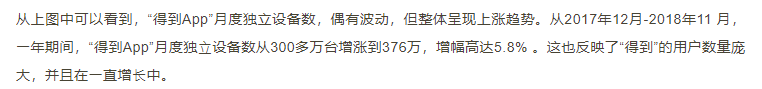 从上图中可以看到，“得到App”月度独立设备数，偶有波动，但整体呈现上涨趋势。从2017年12月-2018年11 月，
一年期间，“得到App”月度独立设备数从300多万台增涨到376万，增幅高达5.8% 。这也反映了“得到”的用户数量庞
大，并且在一直增长中。